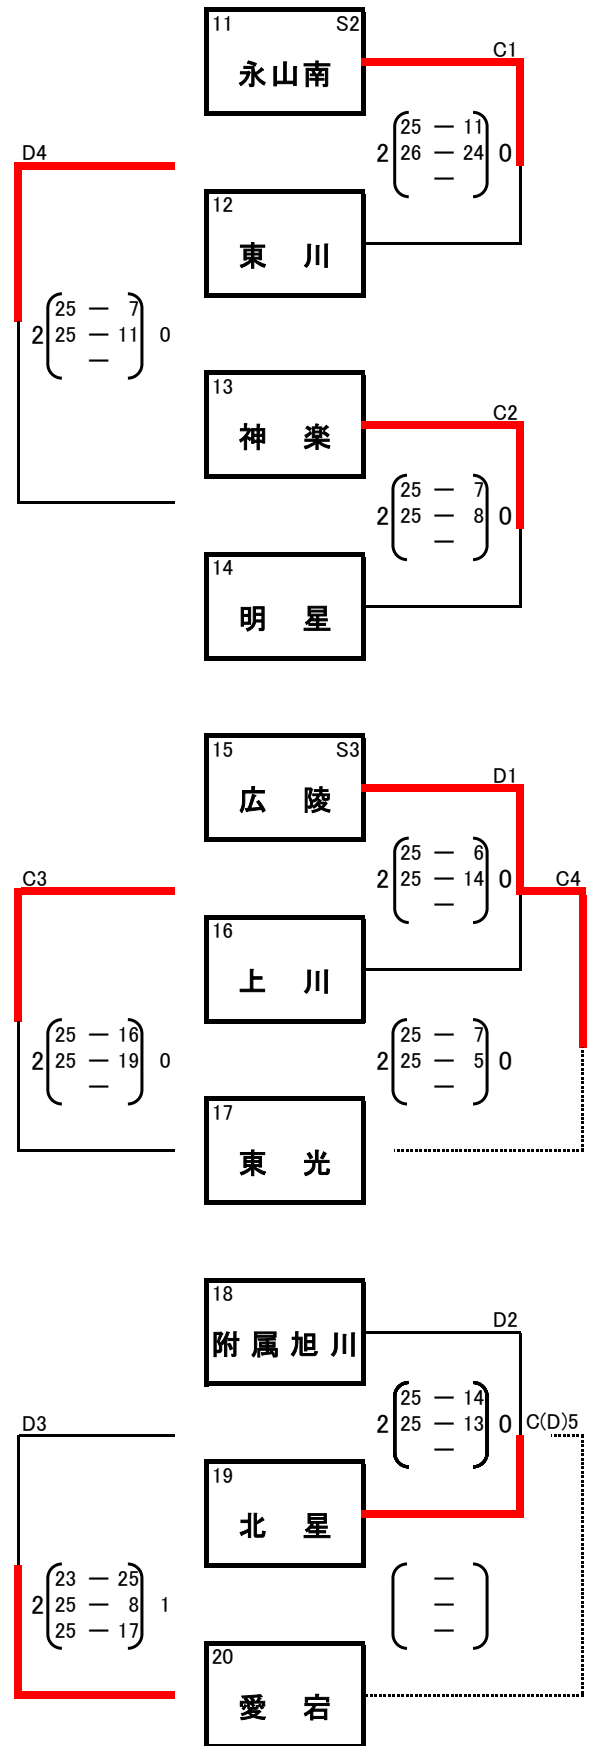 11 S2
永山南
C1
25 — 11
2 26 — 24 0
—
D4
12
東 川
25 — 7
2 25 — 11 0
—
13
神 楽
C2
25 — 7
2 25 — 8 0
—
14
明 星
15 S3
広 陵
D1
25 — 6
2 25 — 14 0
—
C3
C4
16
上 川
25 — 16
2 25 — 19 0
—
25 — 7
2 25 — 5 0
—
17
東 光
18
附属旭川
D2
25 — 14
2 25 — 13 0
—
D3
C(D)5
19
北 星
23 — 25
2 25 — 8 1
25 — 17
—
—
—
20
愛 宕